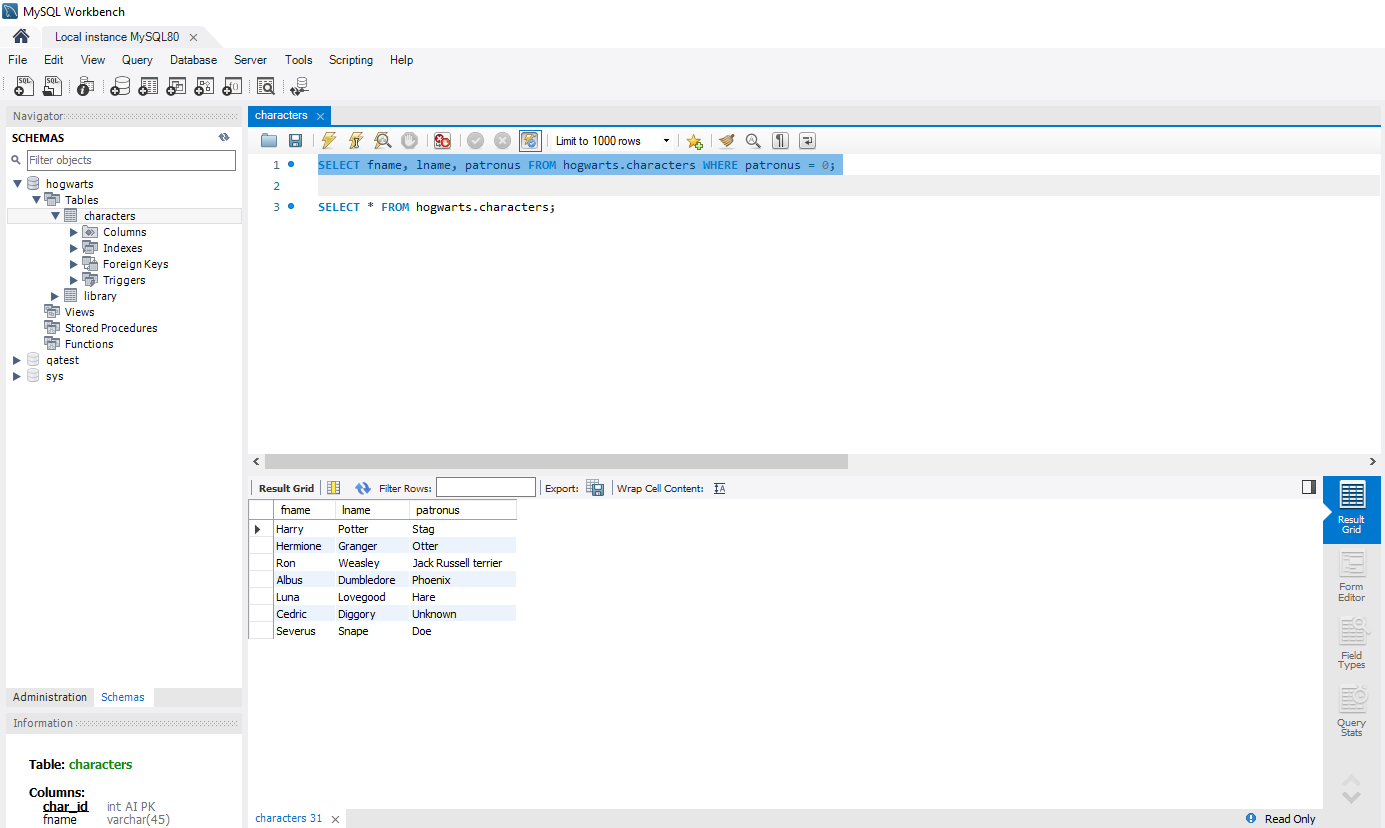 MySQL Workbench
Local instance MySQL80
File Edit View Query Database Server Tools Scripting Help
Navigator
SCHEMAS
Filter objects
hogwarts
Tables
characters
Columns
Indexes
Foreign Keys
Triggers
library
Views
Stored Procedures
Functions
qatest
sys
Administration Schemas
Information
Table: characters
Columns:
char_id int AI PK
fname varchar(45)
characters
Limit to 1000 rows
1 SELECT fname, lname, patronus FROM hogwarts.characters WHERE patronus = 0;
2
3 SELECT * FROM hogwarts.characters;
Result Grid Filter Rows: Export: Wrap Cell Content:
fname lname patronus
Harry Potter Stag
Hermione Granger Otter
Ron Weasley Jack Russell terrier
Albus Dumbledore Phoenix
Luna Lovegood Hare
Cedric Diggory Unknown
Severus Snape Doe
Result
Grid
Form
Editor
Field
Types
Query
Stats
characters 31
Read Only